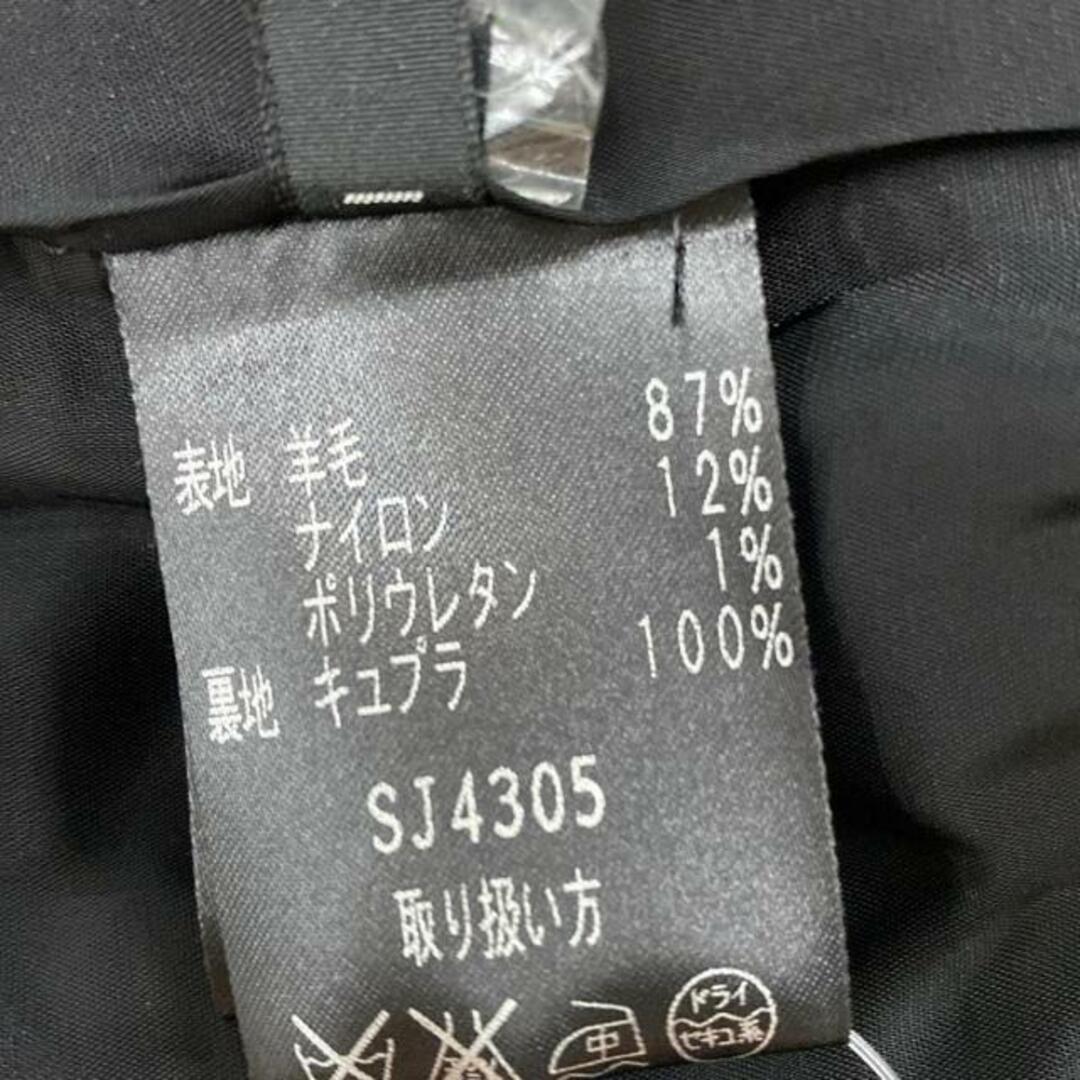 表地 羊毛 87%
ナイロン 12%
ポリウレタン 1%
裏地 キュプラ 100%
SJ4305
取り扱い方
中
ドライ
セキユ系